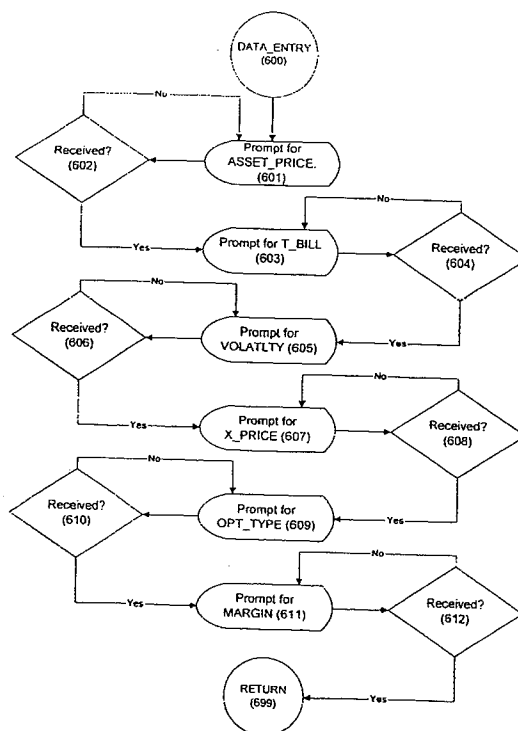 DATA_ENTRY
(600)
No
Received?
(602)
Prompt for
ASSET_PRICE.
(601)
No
Yes
Prompt for T_BILL
(603)
Received?
(604)
No
Received?
(606)
Prompt for
VOLATLTY (605)
Yes
No
Yes
Prompt for
X_PRICE (607)
Received?
(608)
No
Received?
(610)
Prompt for
OPT_TYPE (609)
Yes
No
Yes
Prompt for
MARGIN (611)
Received?
(612)
RETURN
(699)
Yes